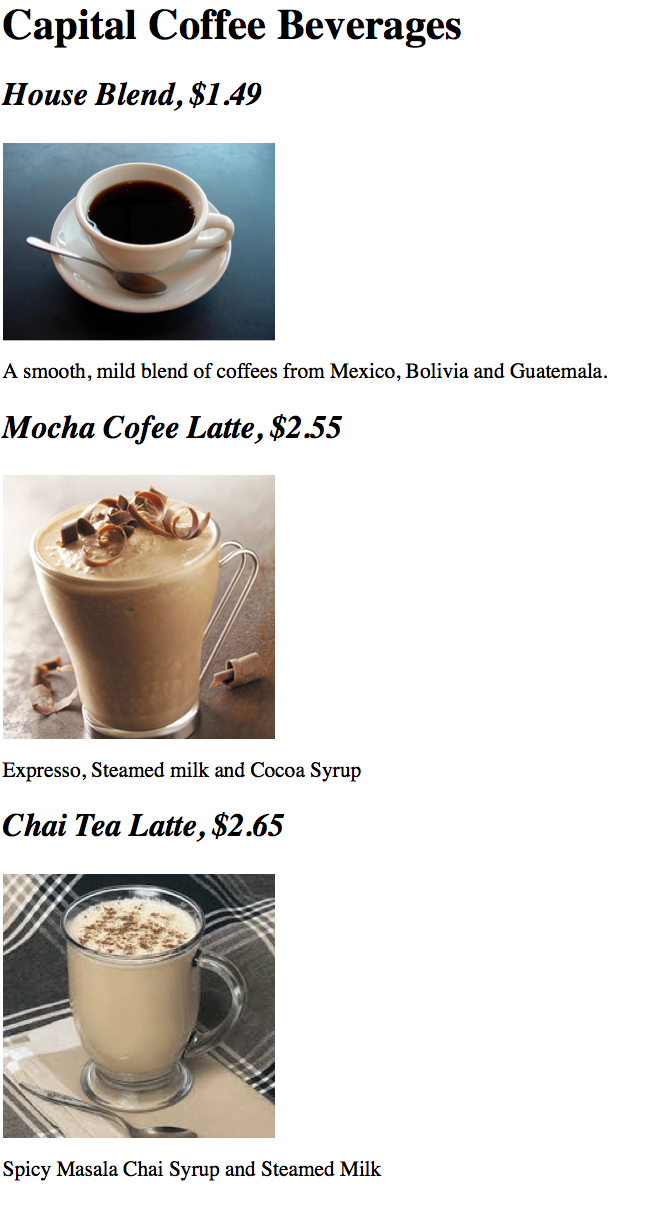 Capital Coffee Beverages
House Blend, $1.49
A smooth, mild blend of coffees from Mexico, Bolivia and Guatemala.
Mocha Cofee Latte, $2.55
Expresso, Steamed milk and Cocoa Syrup
Chai Tea Latte, $2.65
Spicy Masala Chai Syrup and Steamed Milk